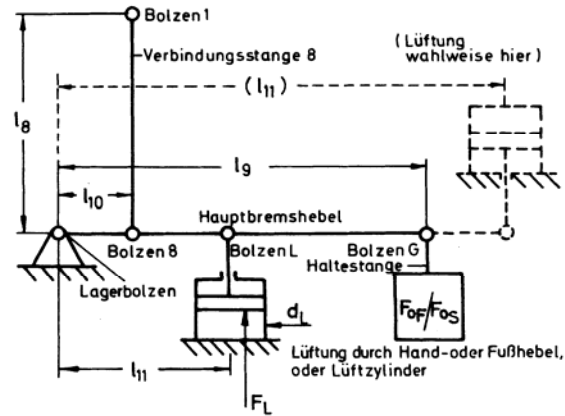 Bolzen 1
Verbindungsstange 8
(Lüftung
wahlweise hier)
(l11)
l8
l9
l10
Hauptbremshebel
Bolzen 8
Bolzen L
Bolzen G
Haltestange
Lagerbolzen
dL
FoF/FoS
Lüftung durch Hand-oder Fußhebel,
oder Lüftzylinder
l11
FL